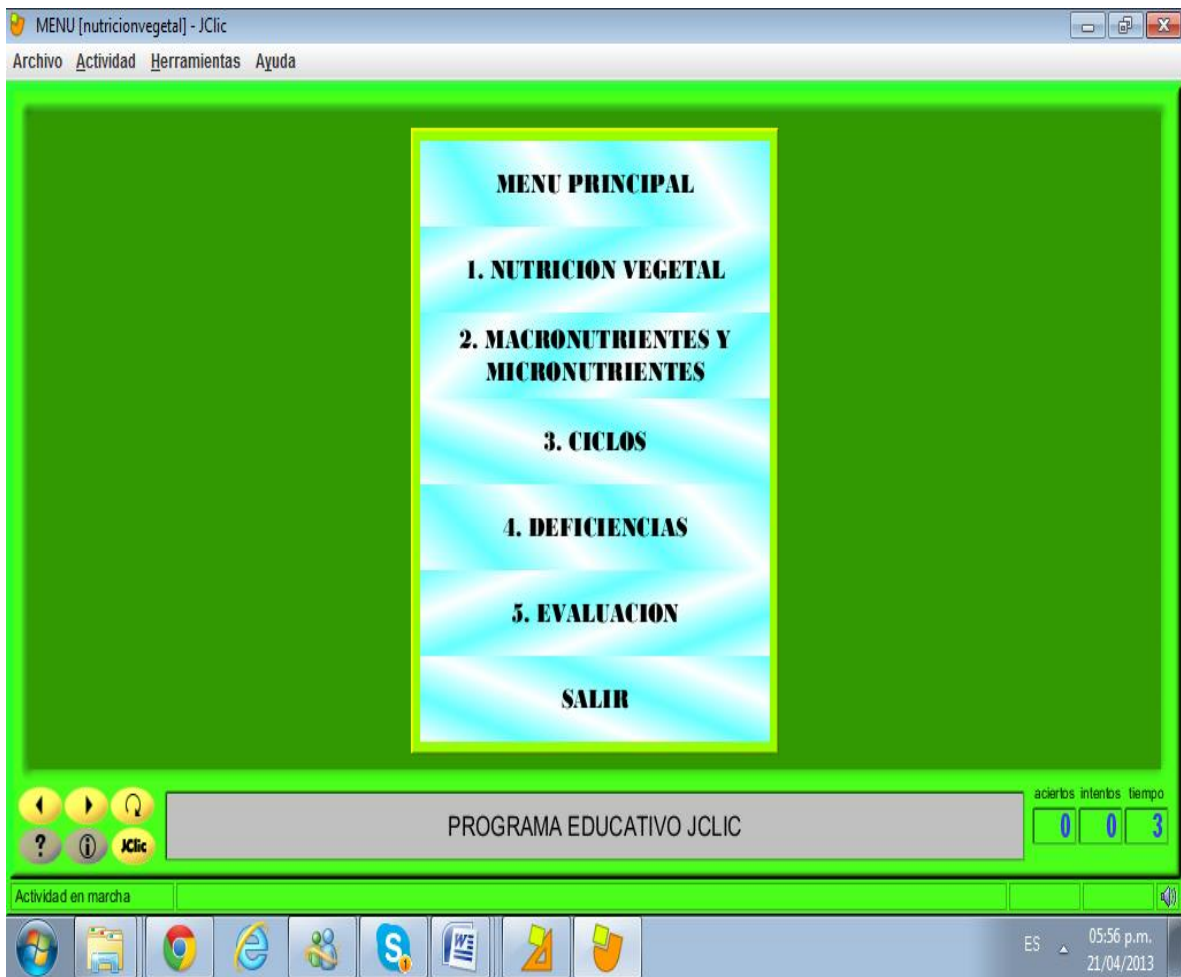 MENU [nutricionvegetal] - JClic
Archivo Actividad Herramientas Ayuda
MENU PRINCIPAL
1. NUTRICION VEGETAL
2. MACRONUTRIENTES Y
MICRONUTRIENTES
3. CICLOS
4. DEFICIENCIAS
5. EVALUACION
SALIR
PROGRAMA EDUCATIVO JCLIC
aciertos intentos tiempo
0 0 3
? i JClic
Actividad en marcha
S 1 W
ES 05:56 p.m.
21/04/2013